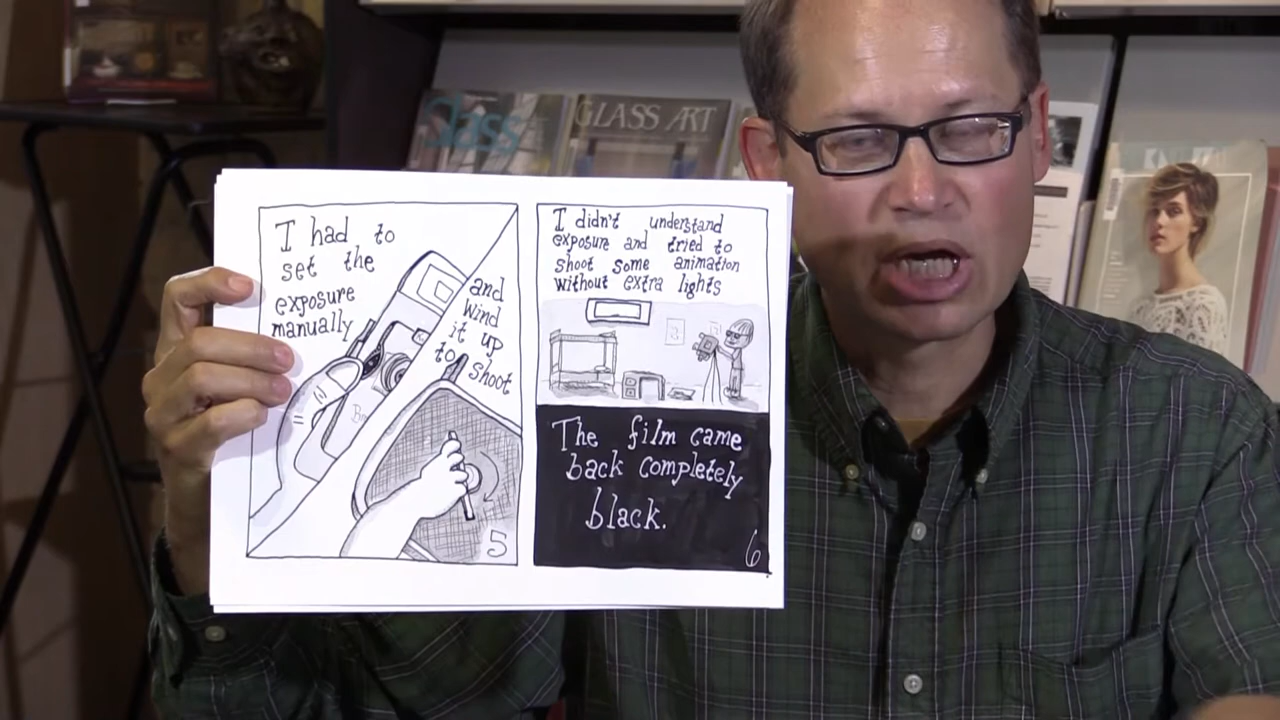 Glass
GLASS ART
I had to
set the
exposure
manually
and
wind
it up
to shoot
5
I didn't understand
exposure and tried to
shoot some animation
without extra lights
The film came
back completely
black.
6